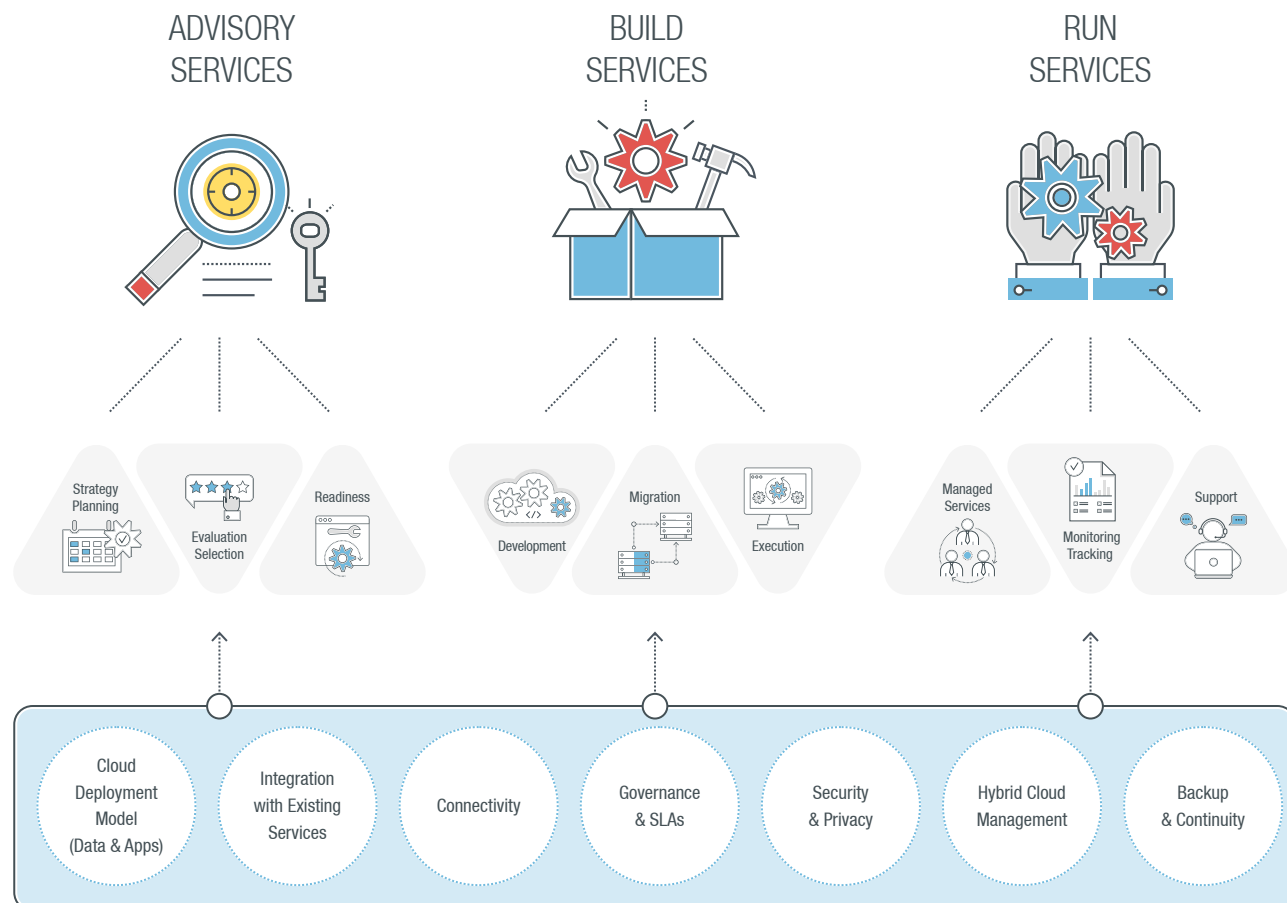 ADVISORY
SERVICES
BUILD
SERVICES
RUN
SERVICES
Strategy
Planning
Evaluation
Selection
Readiness
Development
</>
Migration
Execution
Managed
Services
Monitoring
Tracking
Support
Cloud
Deployment
Model
(Data & Apps)
Integration
with Existing
Services
Connectivity
Governance
& SLAs
Security
& Privacy
Hybrid Cloud
Management
Backup
& Continuity